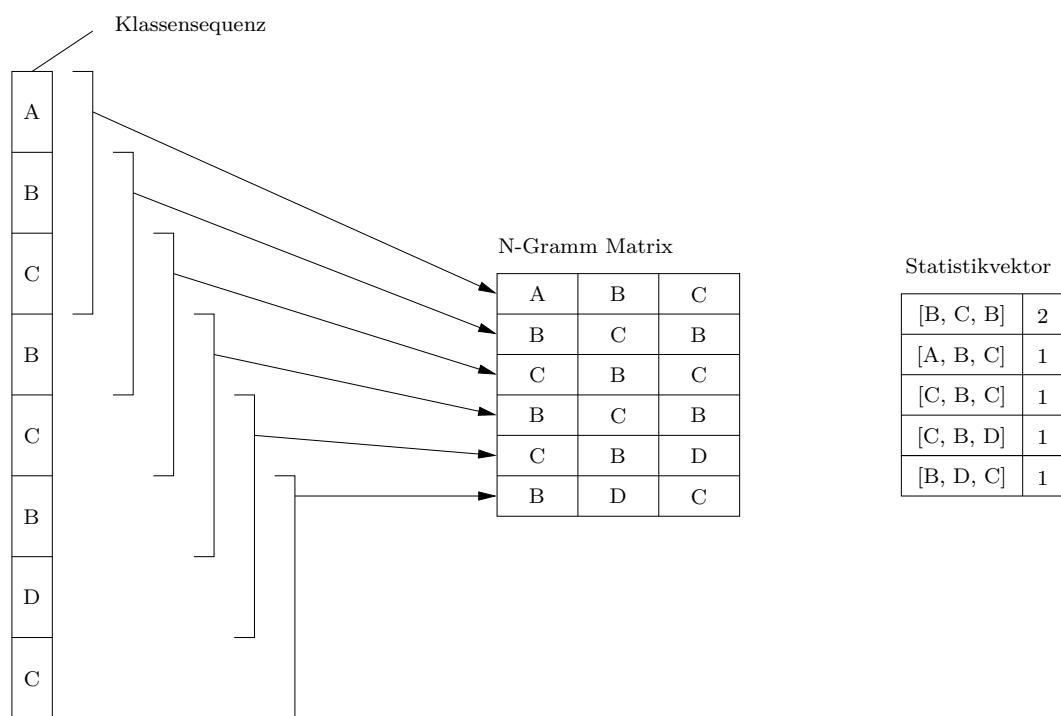 Klassensequenz
A
B
C
B
C
B
D
C
N-Gramm Matrix
A B C
B C B
C B C
B C B
C B D
B D C
Statistikvektor
[B, C, B] 2
[A, B, C] 1
[C, B, C] 1
[C, B, D] 1
[B, D, C] 1